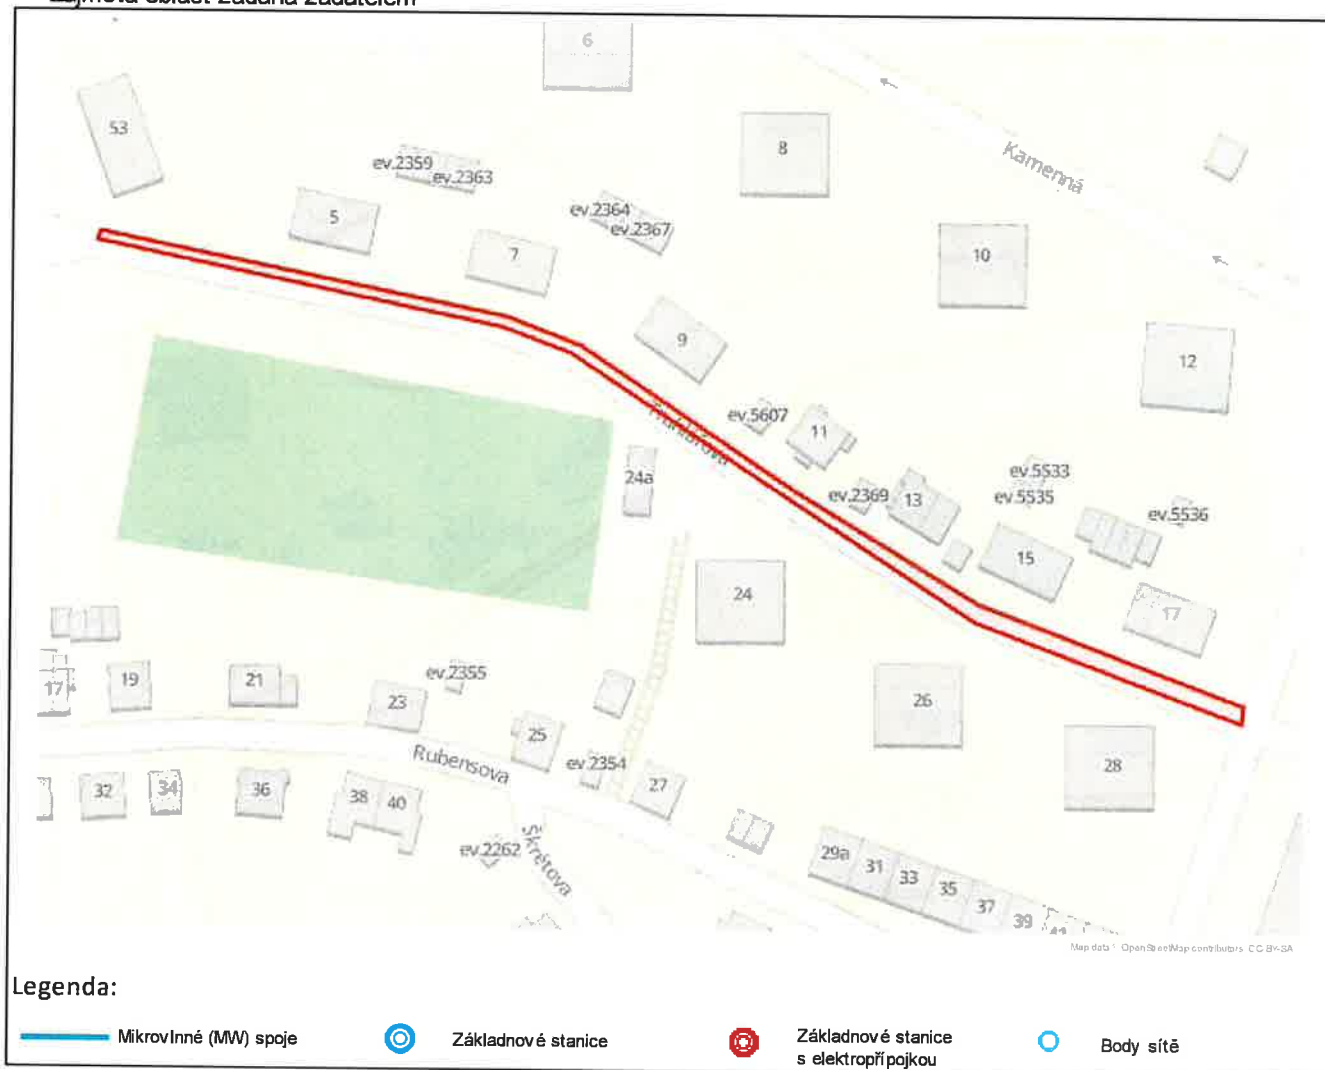 oblast zadaná žadatelem
6
53
8
Kamenná
ev.2359
ev.2363
5
ev.2364
ev.2367
7
10
9
12
ev.5607
11
24a
ev.2369
13
ev.5533
ev.5535
ev.5536
15
24
17
17
19
21
ev.2355
23
26
25
Rubensova
ev.2354
27
28
32
34
36
38
40
Škrétova
ev.2262
29a
31
33
35
37
39
41
Map data © OpenStreetMap contributors, CC BY-SA
Legenda:
Mikrovlnné (MW) spoje
Základnové stanice
Základnové stanice
s elektropřípojkou
Body sítě